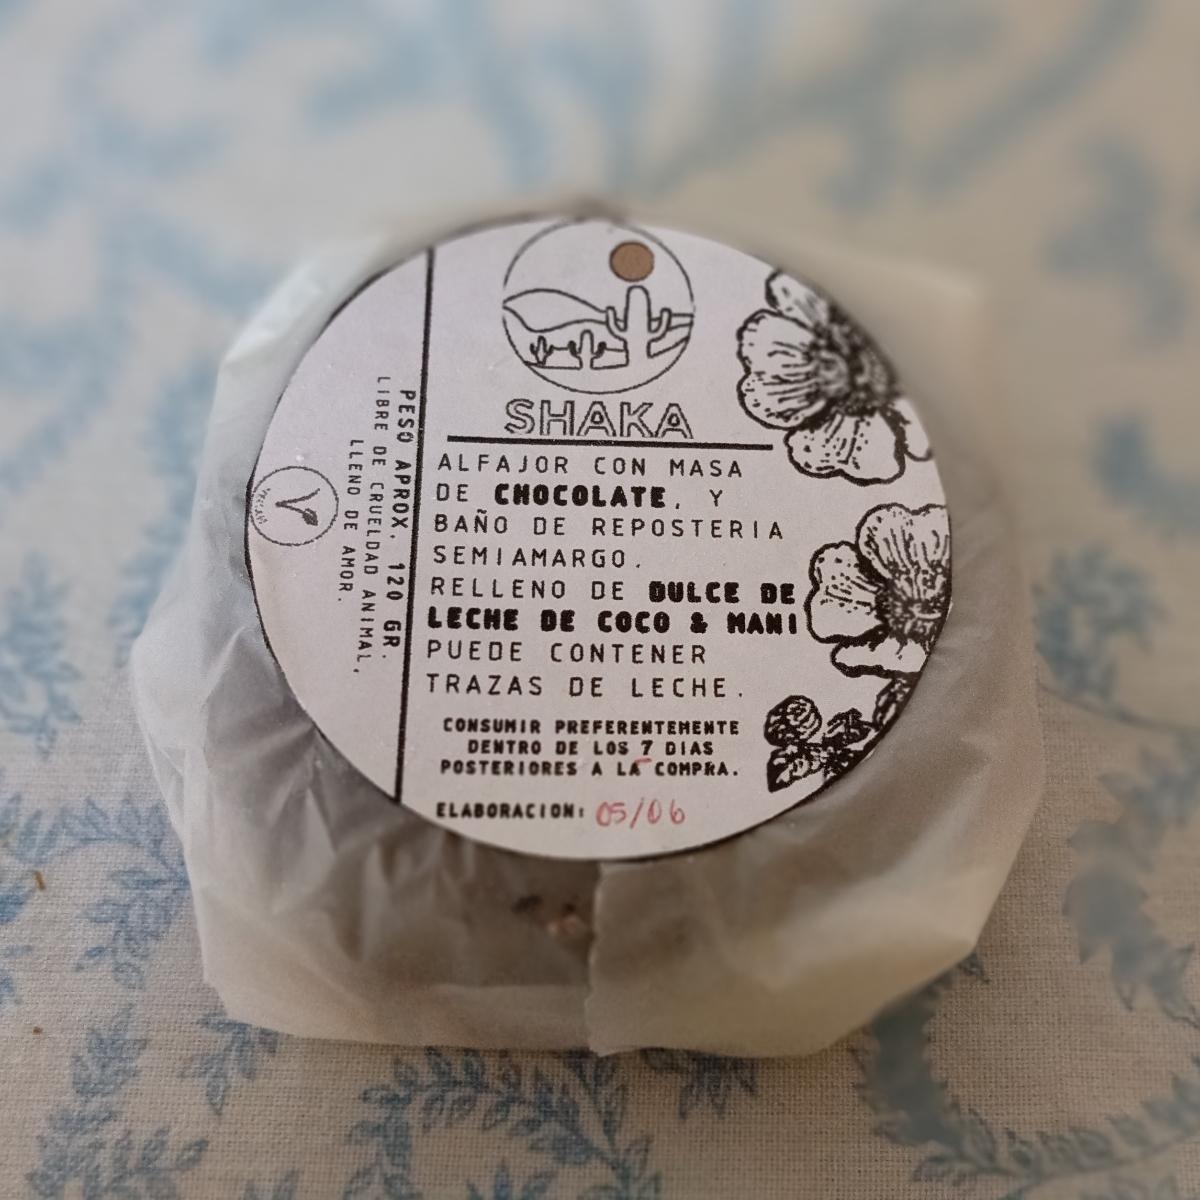 SHAKA
ALFAJOR CON MASA
DE CHOCOLATE, Y
BAÑO DE REPOSTERIA
SEMIAMARGO.
RELLENO DE DULCE DE
LECHE DE COCO & MANI
PUEDE CONTENER
TRAZAS DE LECHE.
CONSUMIR PREFERENTEMENTE
DENTRO DE LOS 7 DIAS
POSTERIORES A LA COMPRA.
ELABORACION: 05/06
PESO APROX. 120 GR.
LIBRE DE CRUELDAD ANIMAL,
LLENO DE AMOR.